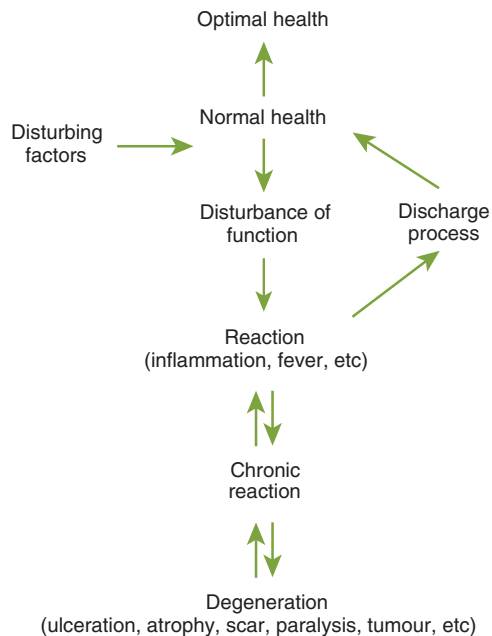 Optimal health
Normal health
Disturbing
factors
Disturbance of
function
Discharge
process
Reaction
(inflammation, fever, etc)
Chronic
reaction
Degeneration
(ulceration, atrophy, scar, paralysis, tumour, etc)